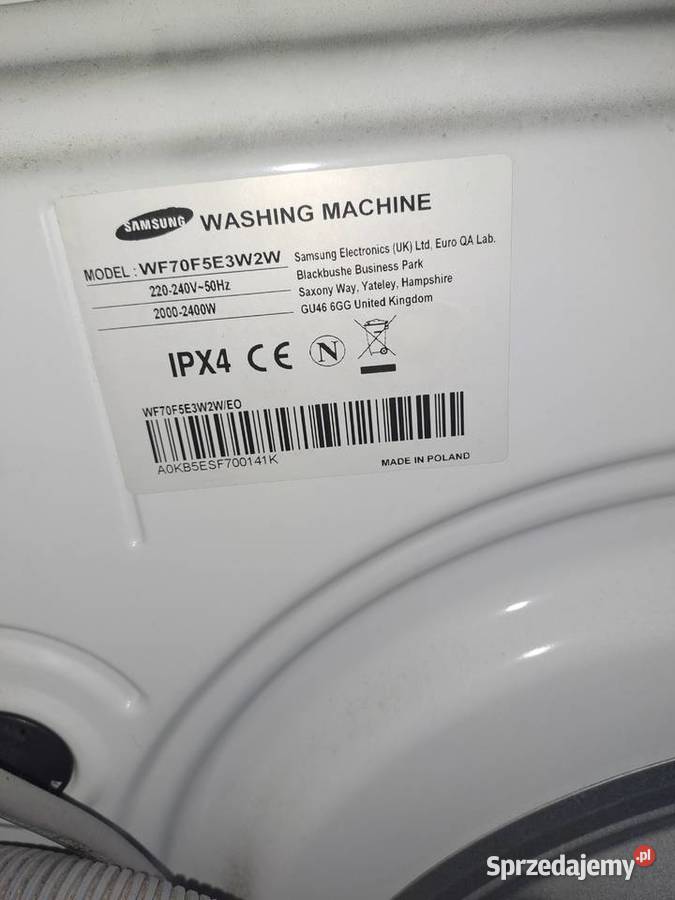 SAMSUNG WASHING MACHINE
MODEL : WF70F5E3W2W
220-240V~50Hz
2000-2400W
Samsung Electronics (UK) Ltd, Euro QA Lab.
Blackbushe Business Park
Saxony Way, Yateley, Hampshire
GU46 6GG United Kingdom
IPX4 CE N
WF70F5E3W2W/EO
A0KB5ESF700141K
MADE IN POLAND
Sprzedajemy.pl